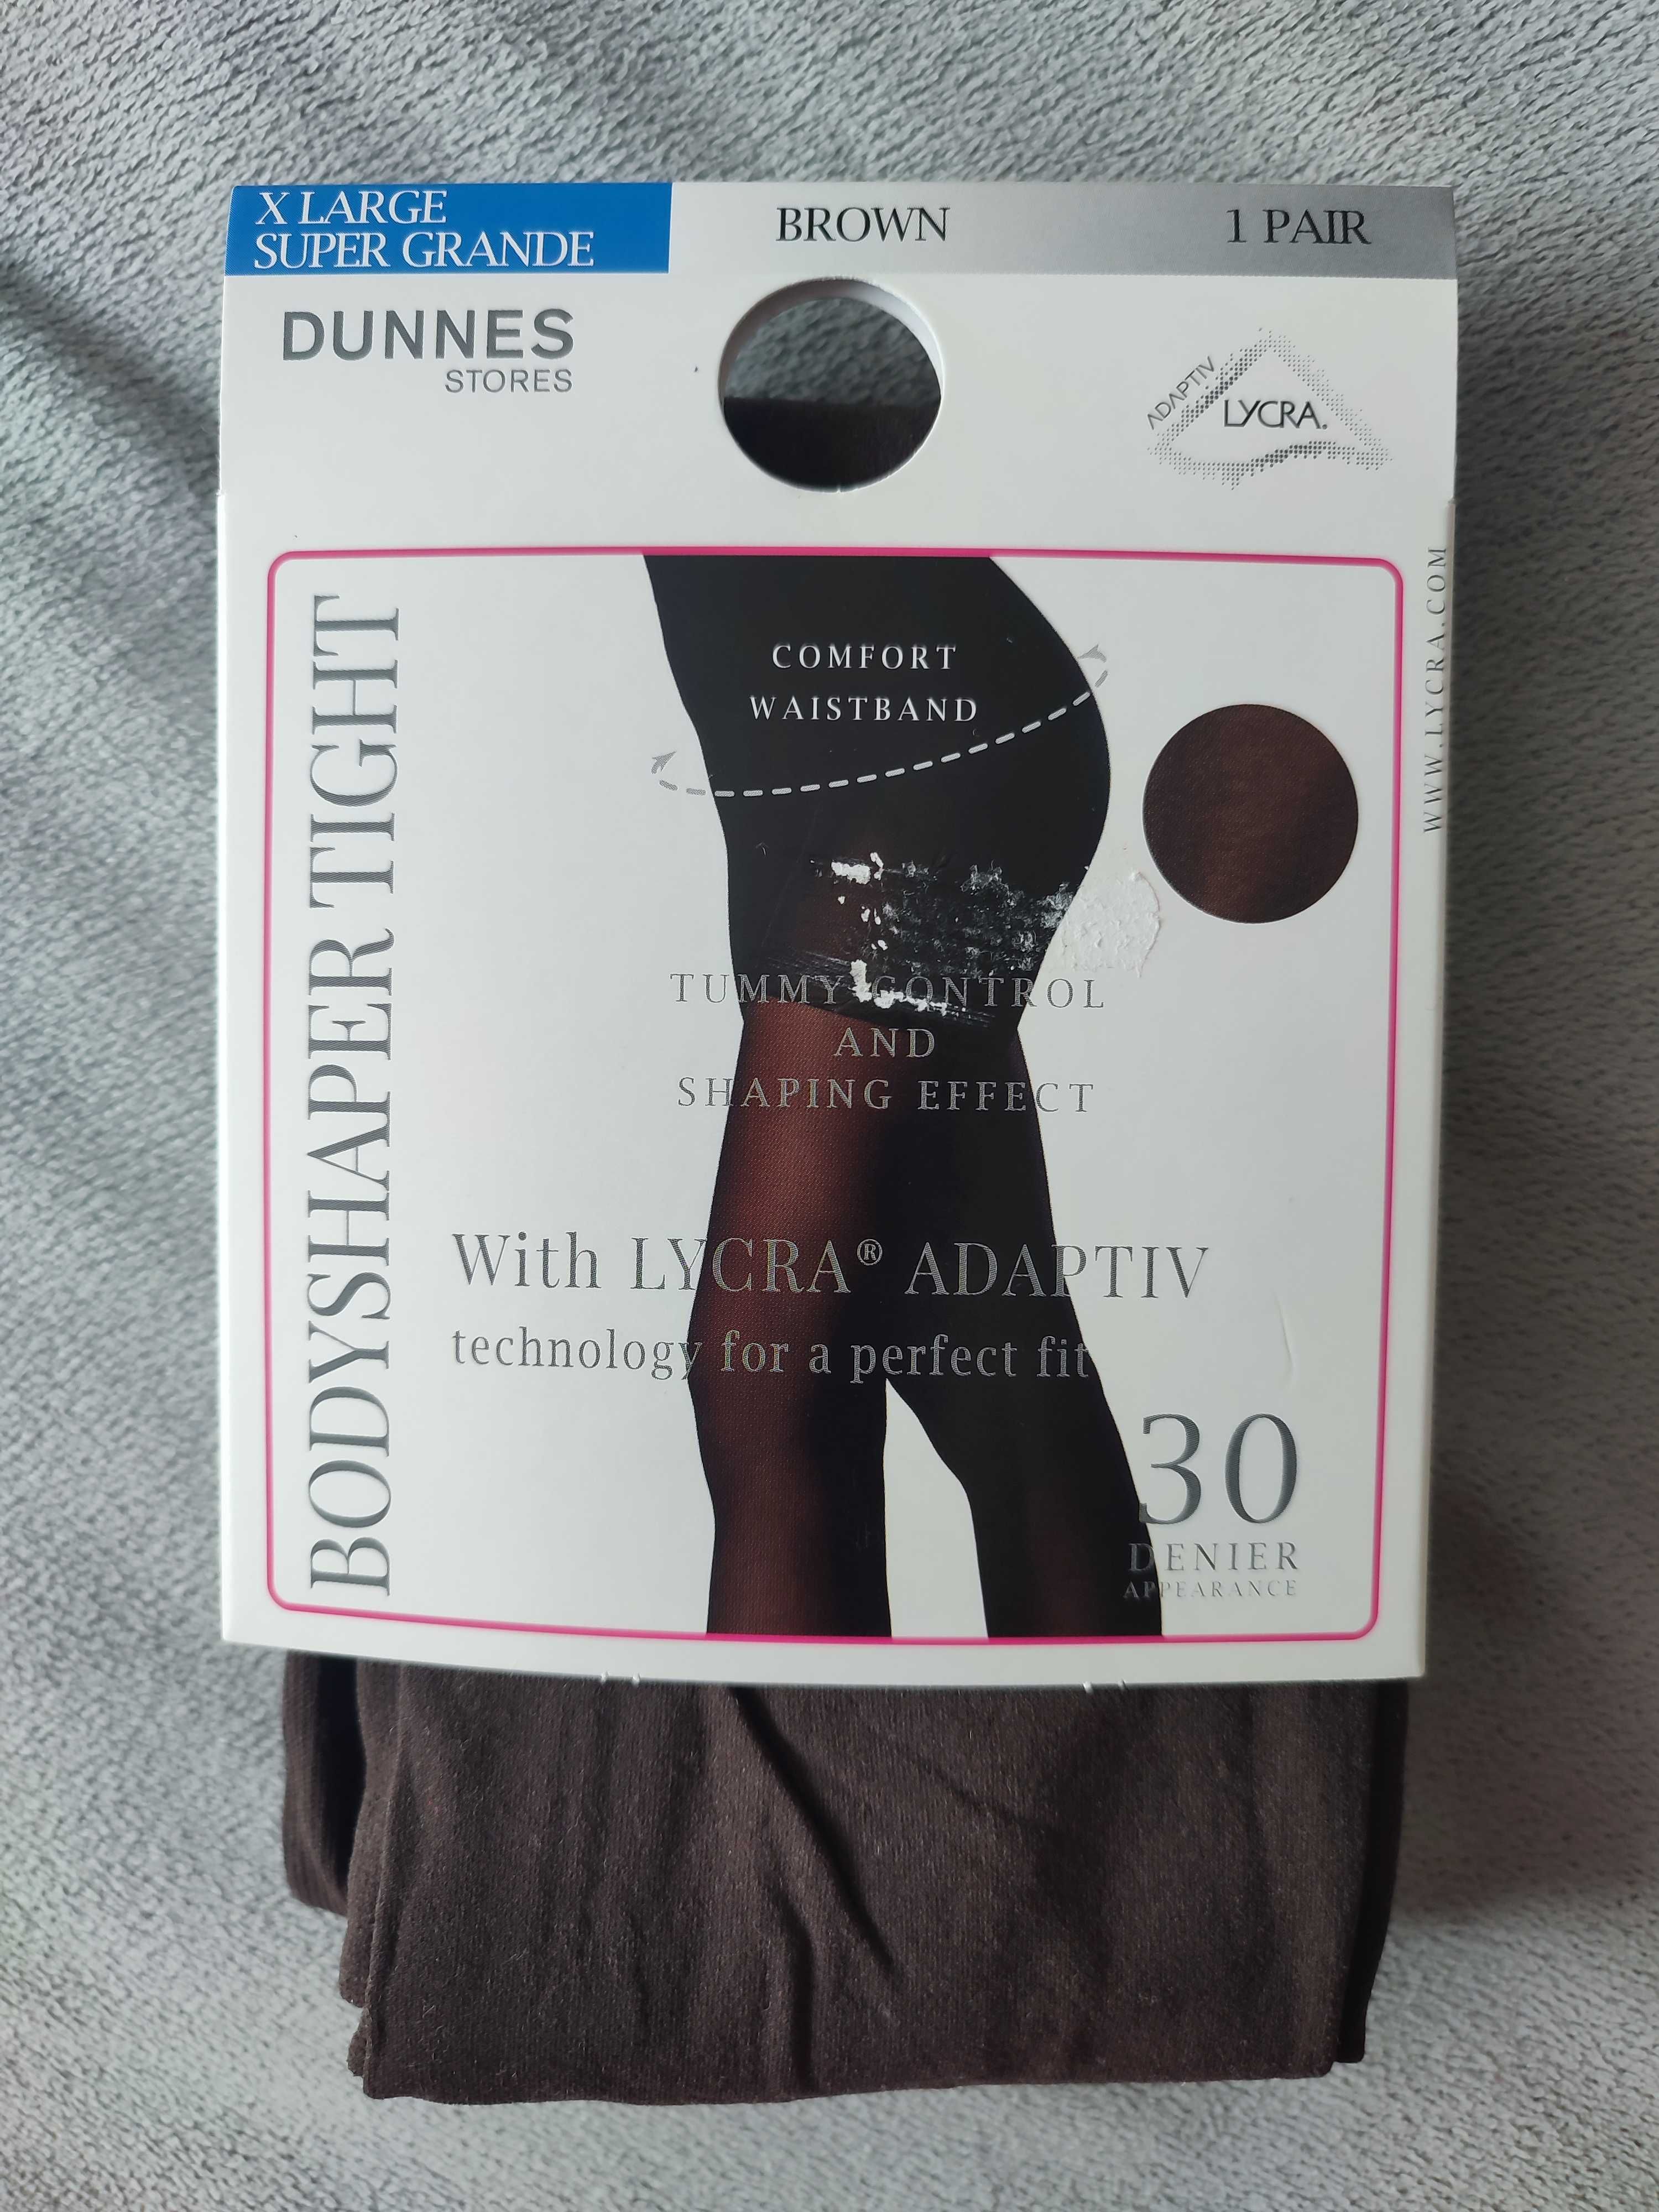 X LARGE
SUPER GRANDE
BROWN
1 PAIR
DUNNES
STORES
ADAPTIV
LYCRA®
WWW.LYCRA.COM
BODYSHAPER TIGHT
COMFORT
WAISTBAND
TUMMY CONTROL
AND
SHAPING EFFECT
With LYCRA® ADAPTIV
technology for a perfect fit
30
DENIER
APPEARANCE